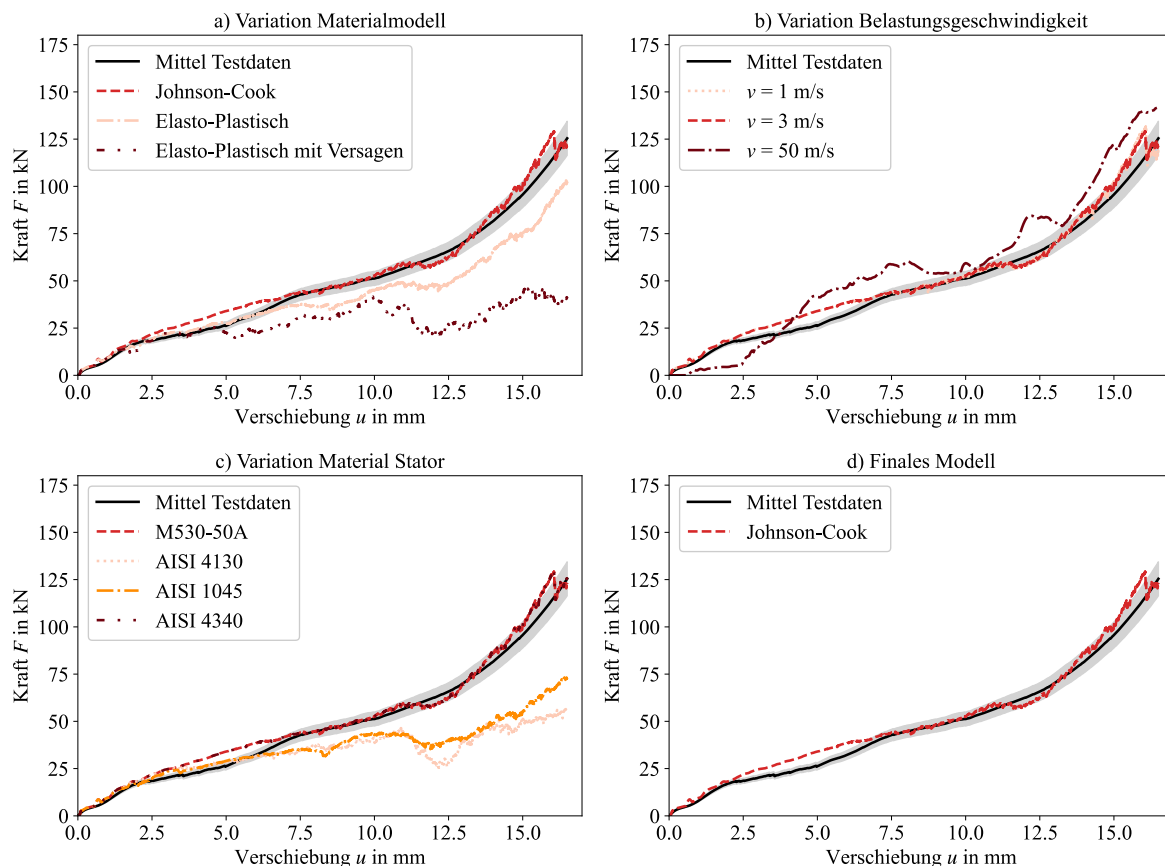 a) Variation Materialmodell
175
150
125
100
75
50
25
0
Kraft F in kN
Mittel Testdaten
Johnson-Cook
Elasto-Plastisch
Elasto-Plastisch mit Versagen
0.0 2.5 5.0 7.5 10.0 12.5 15.0
Verschiebung u in mm
b) Variation Belastungsgeschwindigkeit
175
150
125
100
75
50
25
0
Kraft F in kN
Mittel Testdaten
v = 1 m/s
v = 3 m/s
v = 50 m/s
0.0 2.5 5.0 7.5 10.0 12.5 15.0
Verschiebung u in mm
c) Variation Material Stator
175
150
125
100
75
50
25
0
Kraft F in kN
Mittel Testdaten
M530-50A
AISI 4130
AISI 1045
AISI 4340
0.0 2.5 5.0 7.5 10.0 12.5 15.0
Verschiebung u in mm
d) Finales Modell
175
150
125
100
75
50
25
0
Kraft F in kN
Mittel Testdaten
Johnson-Cook
0.0 2.5 5.0 7.5 10.0 12.5 15.0
Verschiebung u in mm